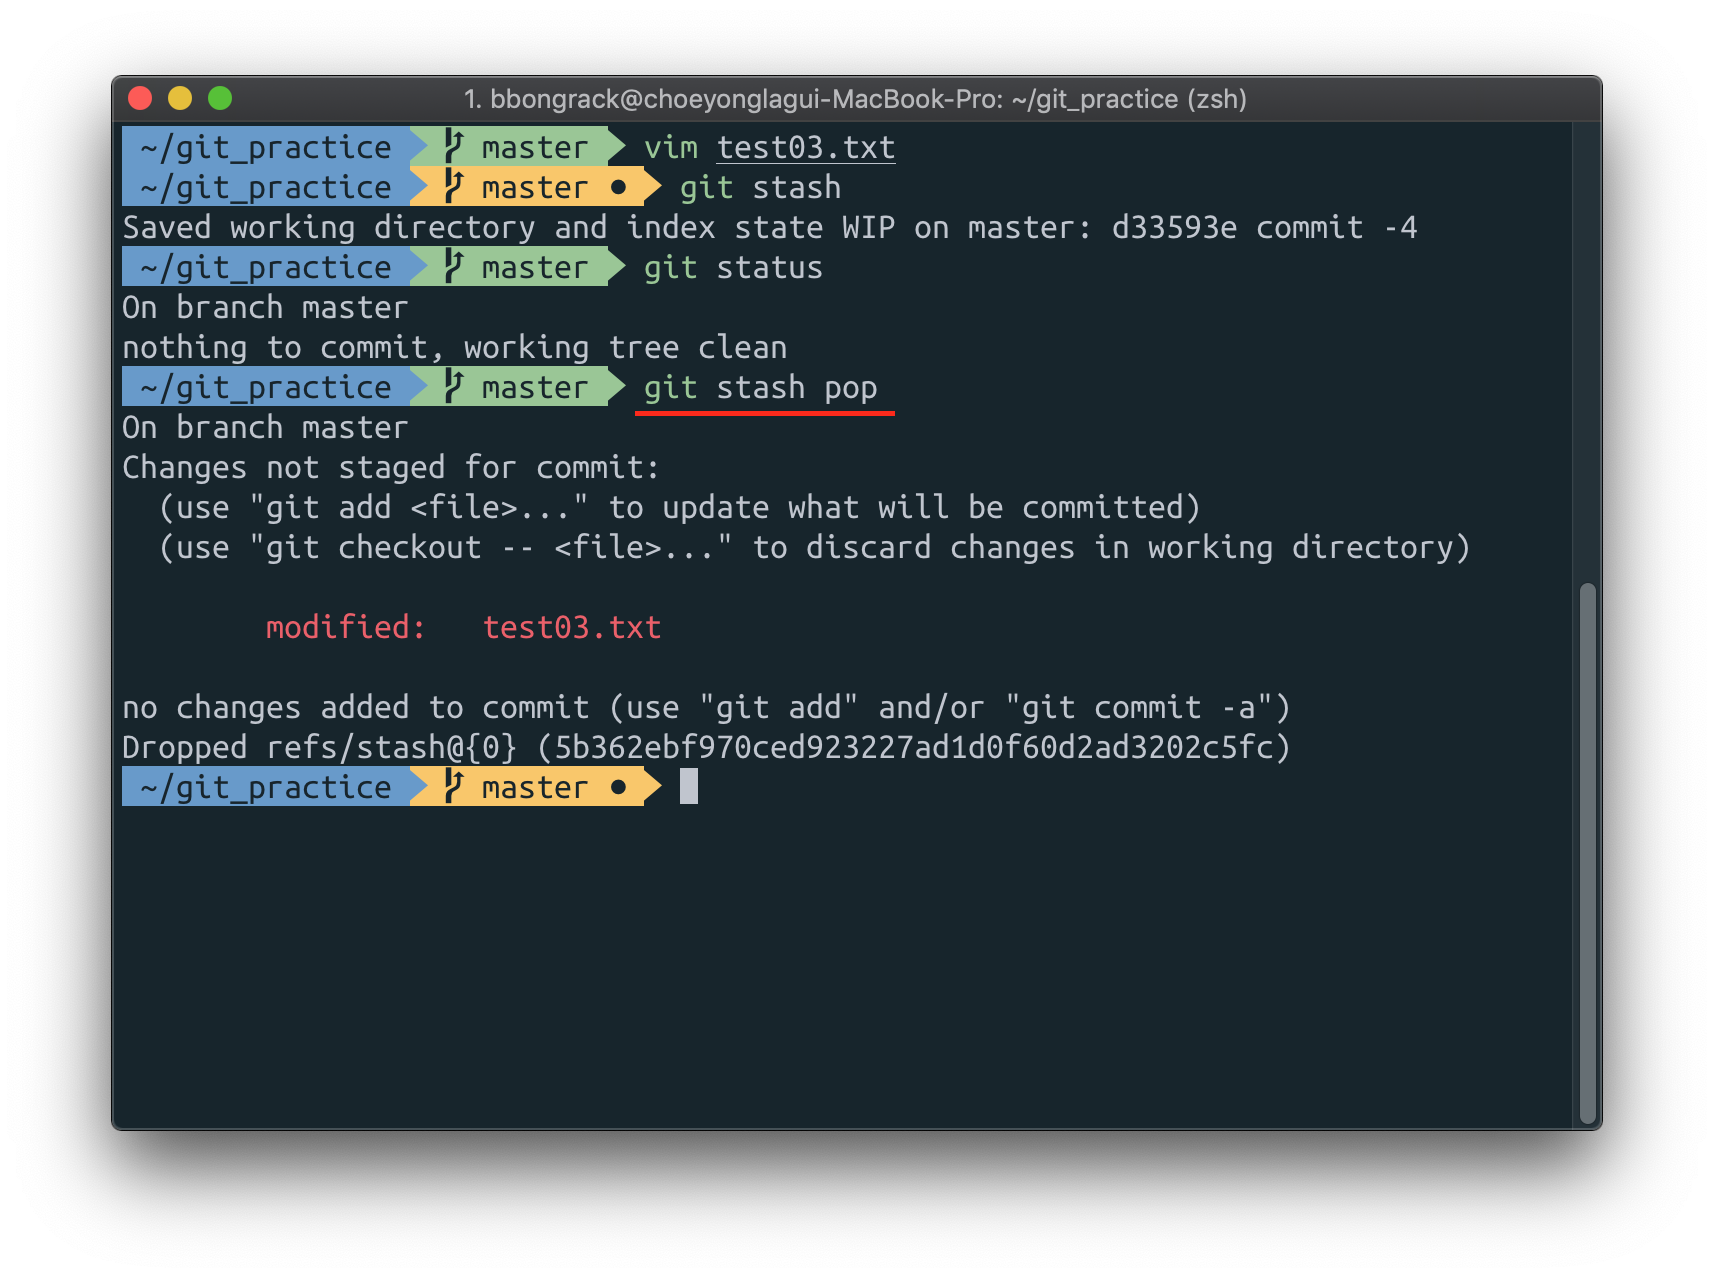 1. bbongrack@choeyonglagui-MacBook-Pro: ~/git_practice (zsh)
~/git_practice master vim test03.txt
~/git_practice master ● git stash
Saved working directory and index state WIP on master: d33593e commit -4
~/git_practice master git status
On branch master
nothing to commit, working tree clean
~/git_practice master git stash pop
On branch master
Changes not staged for commit:
  (use "git add <file>..." to update what will be committed)
  (use "git checkout -- <file>..." to discard changes in working directory)
        modified:   test03.txt
no changes added to commit (use "git add" and/or "git commit -a")
Dropped refs/stash@{0} (5b362ebf970ced923227ad1d0f60d2ad3202c5fc)
~/git_practice master ●